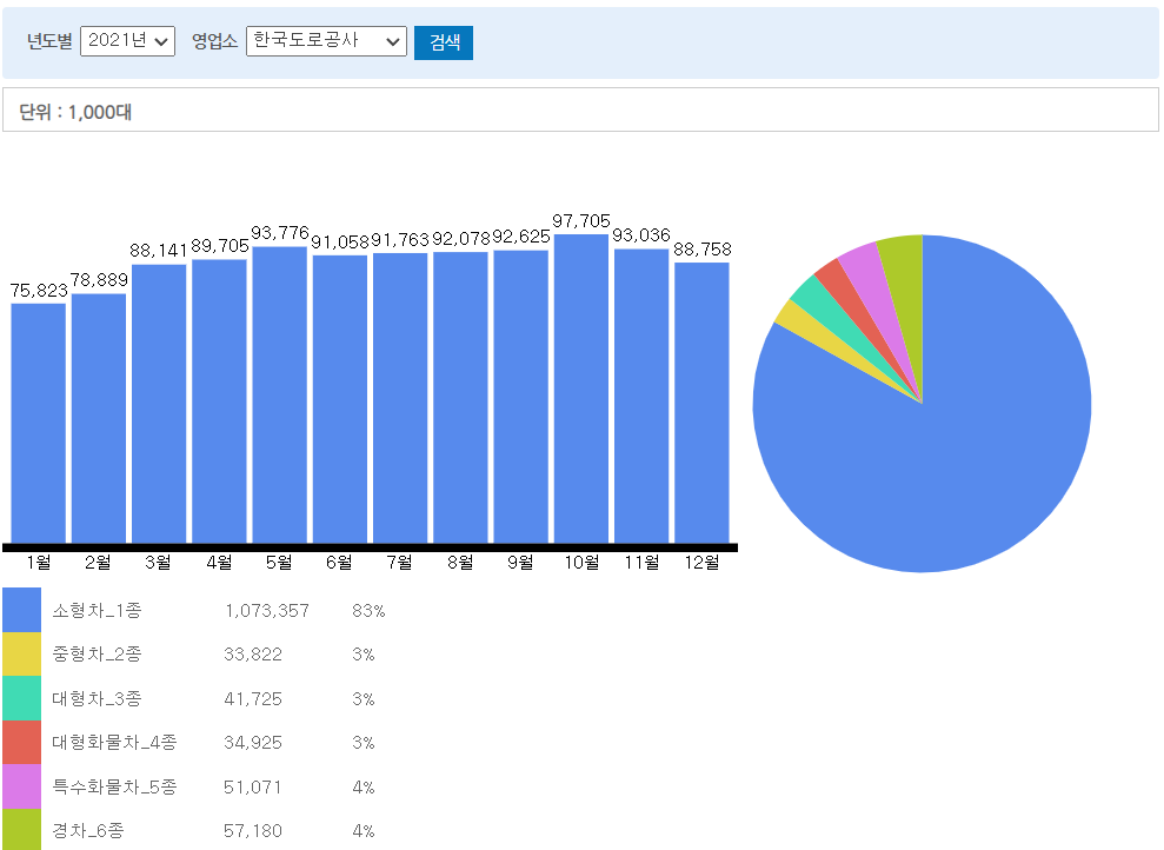 년도별 2021년 영업소 한국도로공사 검색
단위 : 1,000대
75,823 78,889 88,141 89,705 93,776 91,058 91,763 92,078 92,625 97,705 93,036 88,758
1월 2월 3월 4월 5월 6월 7월 8월 9월 10월 11월 12월
소형차_1종 1,073,357 83%
중형차_2종 33,822 3%
대형차_3종 41,725 3%
대형화물차_4종 34,925 3%
특수화물차_5종 51,071 4%
경차_6종 57,180 4%